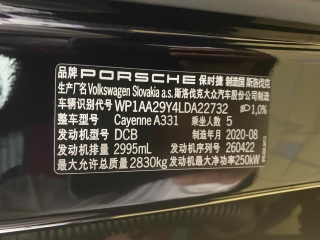 品牌 PORSCHE 保时捷 制造国 斯洛伐克
生产厂名 Volkswagen Slovakia a.s. 斯洛伐克大众汽车股份公司制造
车辆识别代号 WP1AA29Y4LDA22732 1,0%
整车型号 Cayenne A331 乘坐人数 5
发动机型号 DCB 制造年月 2020-08
发动机排量 2995mL 发动机号 260422
最大允许总质量 2830kg 发动机最大净功率 250kW